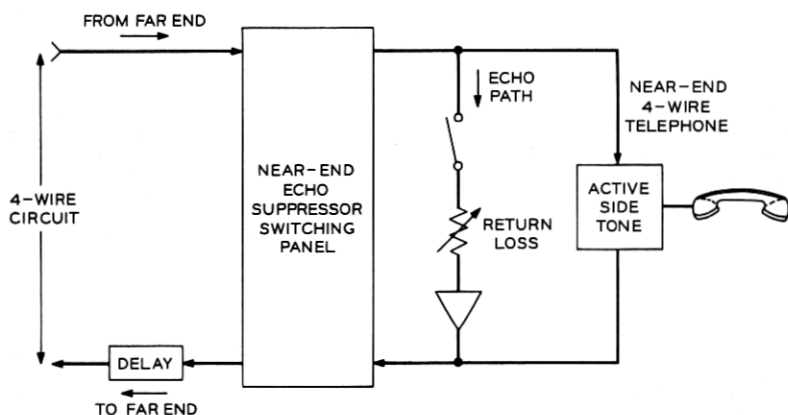 FROM FAR END
4-WIRE
CIRCUIT
NEAR-END
ECHO
SUPPRESSOR
SWITCHING
PANEL
ECHO
PATH
RETURN
LOSS
NEAR-END
4-WIRE
TELEPHONE
ACTIVE
SIDE
TONE
DELAY
TO FAR END